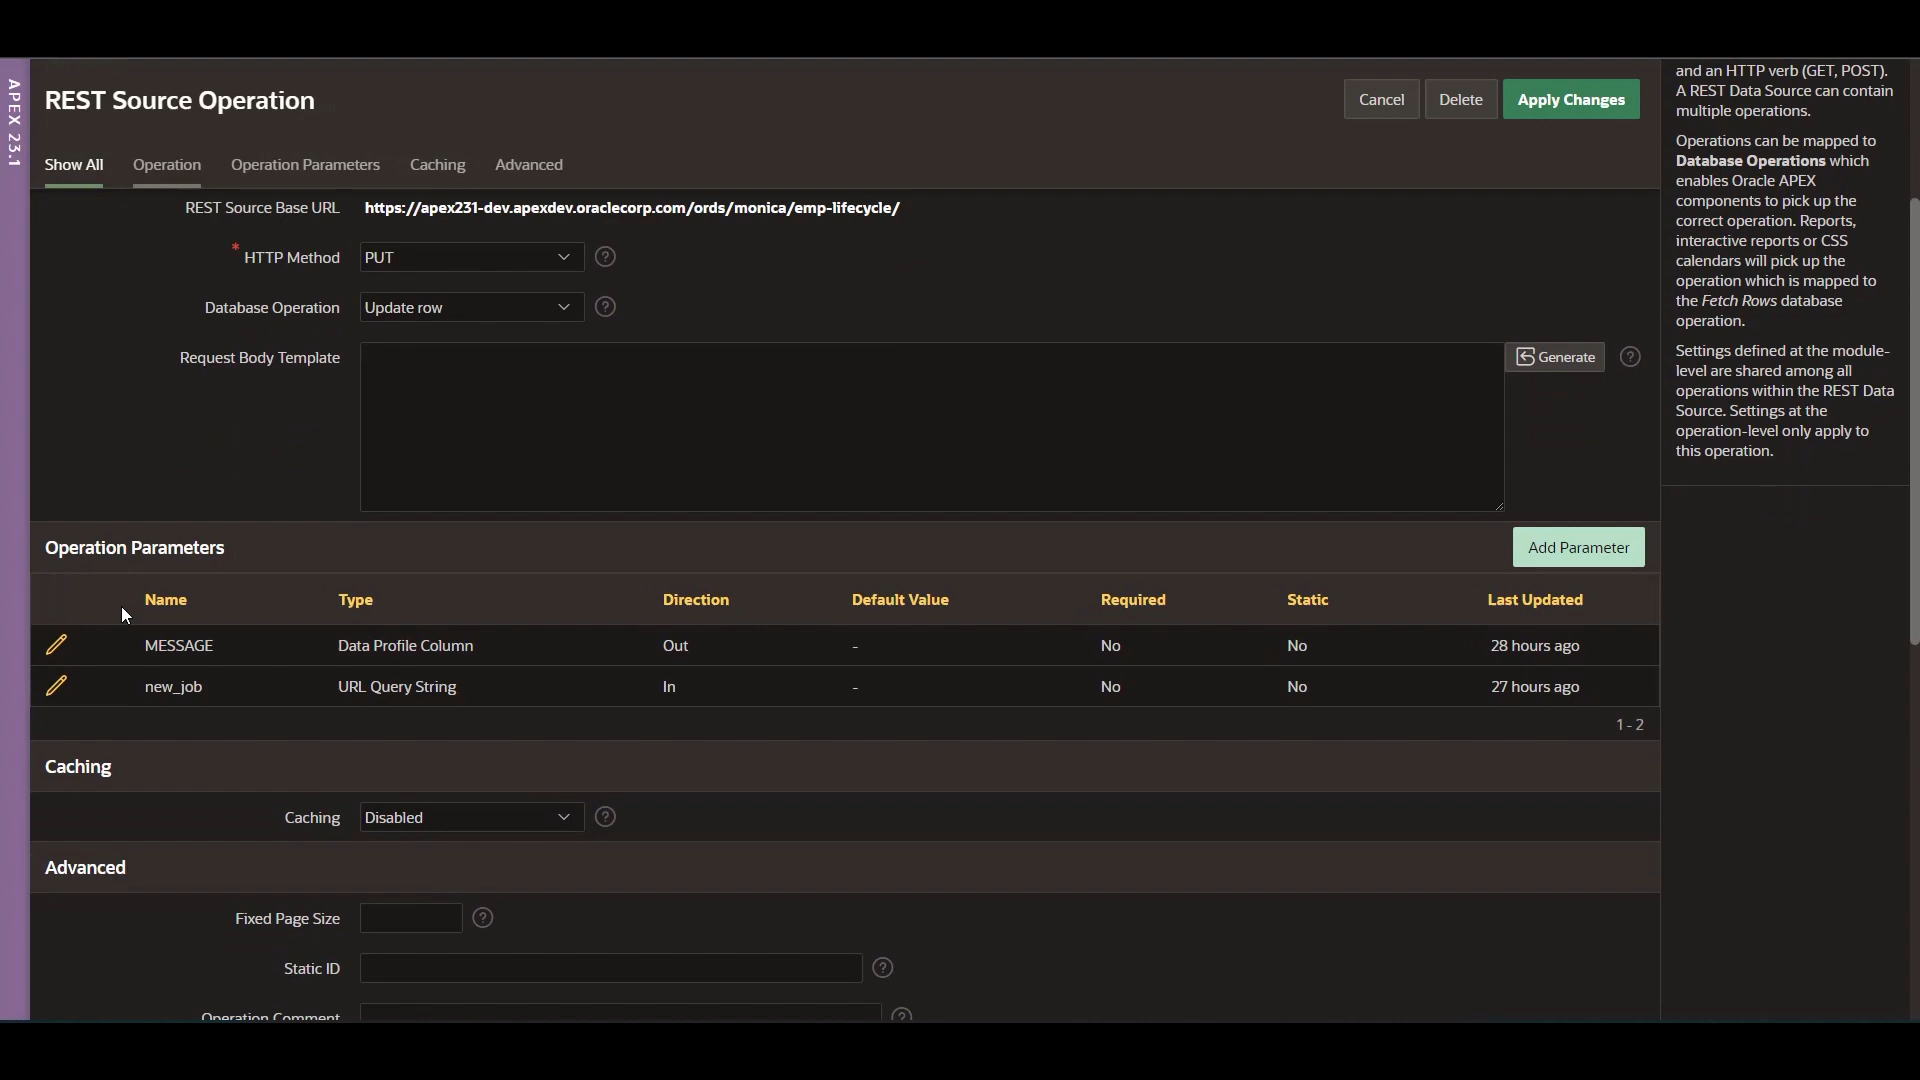 APEX 23.1
REST Source Operation
Cancel
Delete
Apply Changes
Show All
Operation
Operation Parameters
Caching
Advanced
REST Source Base URL
https://apex231-dev.apexdev.oraclecorp.com/ords/monica/emp-lifecycle/
* HTTP Method
PUT
?
Database Operation
Update row
?
Request Body Template
Generate
?
Operation Parameters
Add Parameter
Name Type Direction Default Value Required Static Last Updated
MESSAGE Data Profile Column Out - No No 28 hours ago
new_job URL Query String In - No No 27 hours ago
1 - 2
Caching
Caching
Disabled
?
Advanced
Fixed Page Size
?
Static ID
?
Operation Comment
?
and an HTTP verb (GET, POST).
A REST Data Source can contain
multiple operations.
Operations can be mapped to
Database Operations which
enables Oracle APEX
components to pick up the
correct operation. Reports,
interactive reports or CSS
calendars will pick up the
operation which is mapped to
the Fetch Rows database
operation.
Settings defined at the module-
level are shared among all
operations within the REST Data
Source. Settings at the
operation-level only apply to
this operation.